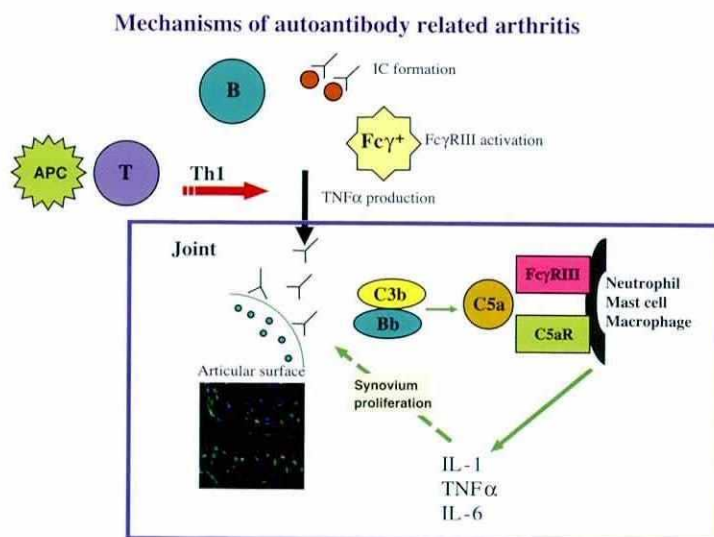 Mechanisms of autoantibody related arthritis
B
IC formation
Fcγ+
FcγRIII activation
APC
T
Th1
TNFα production
Joint
C3b
Bb
C5a
FcγRIII
C5aR
Neutrophil
Mast cell
Macrophage
Articular surface
Synovium
proliferation
IL-1
TNFα
IL-6